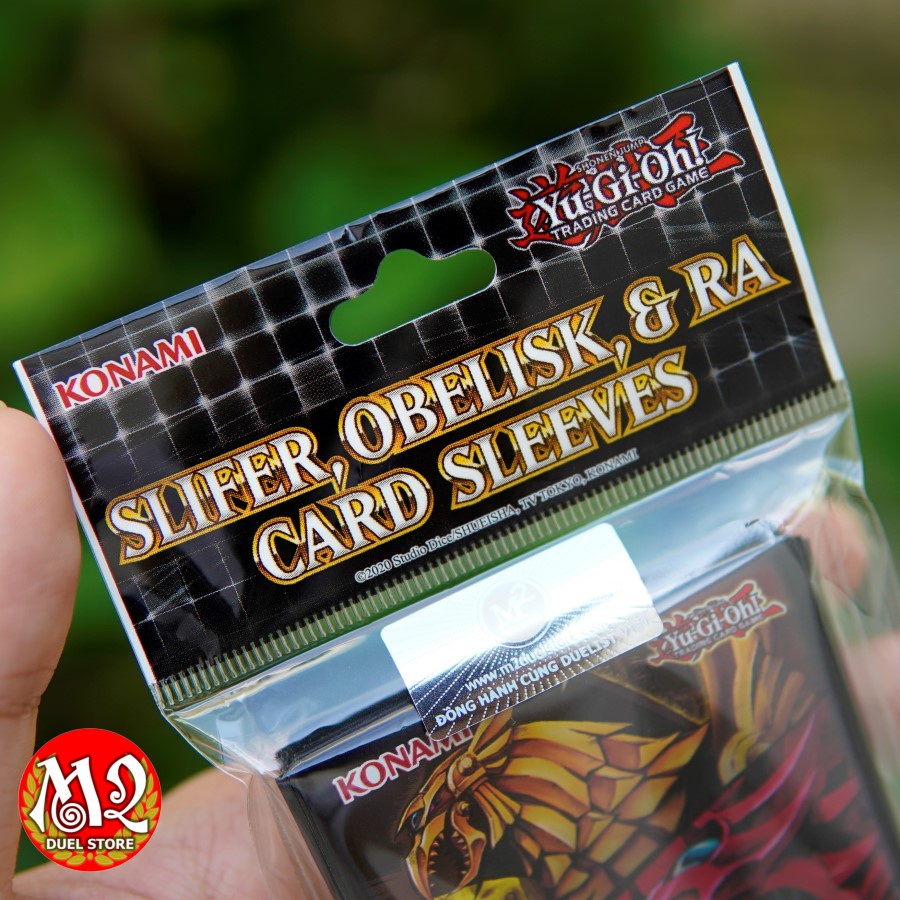 SHONEN JUMP
Yu-Gi-Oh!
TRADING CARD GAME
KONAMI
SLIFER, OBELISK, & RA
CARD SLEEVES
©2020 Studio Dice/SHUEISHA, TV TOKYO, KONAMI
M2
ĐỒNG HÀNH CÙNG
Yu-Gi-Oh!
TRADING CARD GAME
KONAMI
M2
DUEL STORE